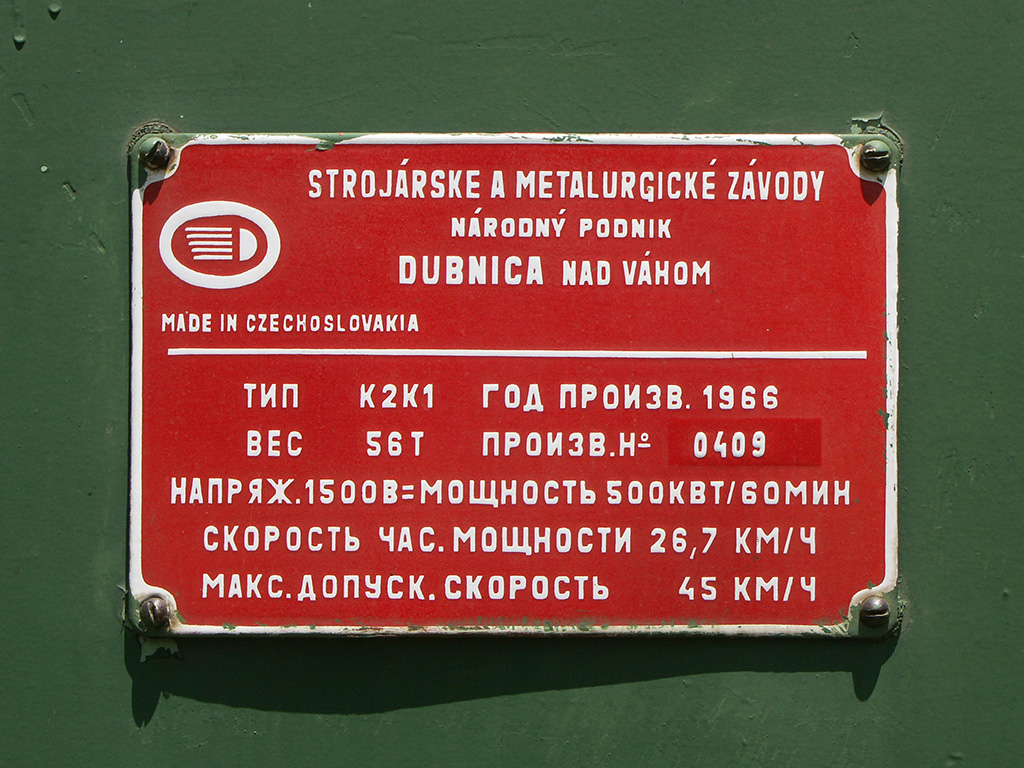 STROJÁRSKE A METALURGICKÉ ZÁVODY
NÁRODNÝ PODNIK
DUBNICA NAD VÁHOM
MADE IN CZECHOSLOVAKIA
ТИП К2К1 ГОД ПРОИЗВ. 1966
ВЕС 56Т ПРОИЗВ.Nº 0409
НАПРЯЖ.1500В=МОЩНОСТЬ 500КВТ/60МИН
СКОРОСТЬ ЧАС. МОЩНОСТИ 26,7 КМ/Ч
МАКС. ДОПУСК. СКОРОСТЬ 45 КМ/Ч